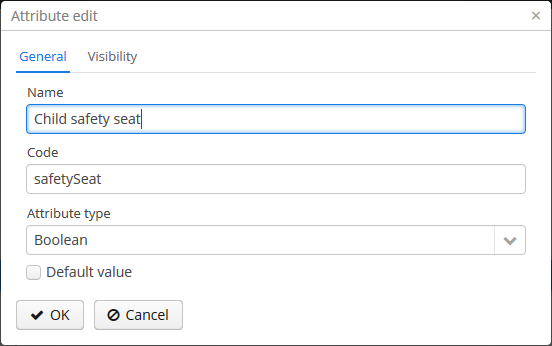 Attribute edit
General Visibility
Name
Child safety seat
Code
safetySeat
Attribute type
Boolean
Default value
OK Cancel